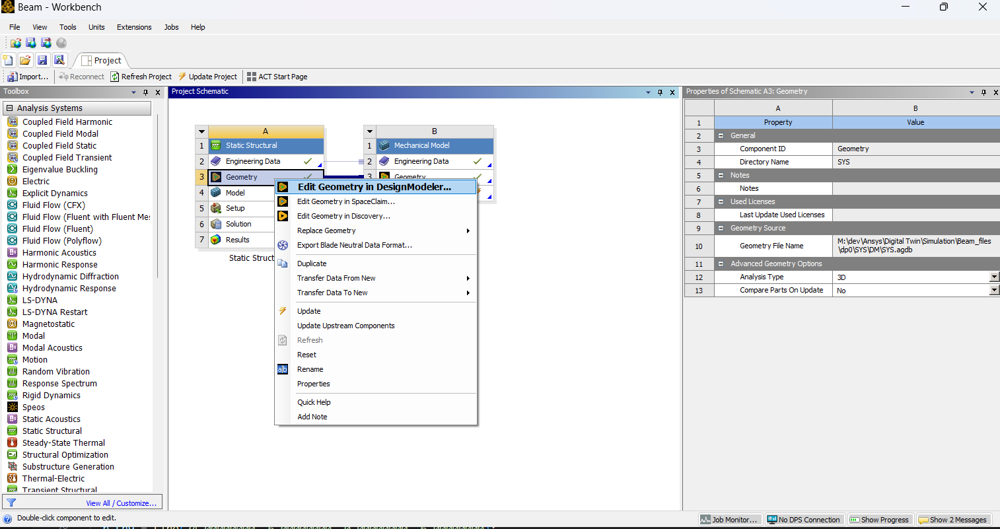 Beam - Workbench
File View Tools Units Extensions Jobs Help
Project
Import... Reconnect Refresh Project Update Project ACT Start Page
Toolbox
Analysis Systems
Coupled Field Harmonic
Coupled Field Modal
Coupled Field Static
Coupled Field Transient
Eigenvalue Buckling
Electric
Explicit Dynamics
Fluid Flow (CFX)
Fluid Flow (Fluent with Fluent Me
Fluid Flow (Fluent)
Fluid Flow (Polyflow)
Harmonic Acoustics
Harmonic Response
Hydrodynamic Diffraction
Hydrodynamic Response
LS-DYNA
LS-DYNA Restart
Magnetostatic
Modal
Modal Acoustics
Motion
Random Vibration
Response Spectrum
Rigid Dynamics
Speos
Static Acoustics
Static Structural
Steady-State Thermal
Structural Optimization
Substructure Generation
Thermal-Electric
Transient Structural
View All / Customize...
Project Schematic
A
1 Static Structural
2 Engineering Data
3 Geometry
4 Model
5 Setup
6 Solution
7 Results
Static Struct
B
1 Mechanical Model
2 Engineering Data
3 Geometry
Edit Geometry in DesignModeler...
Edit Geometry in SpaceClaim...
Edit Geometry in Discovery...
Replace Geometry
Export Blade Neutral Data Format...
Duplicate
Transfer Data From New
Transfer Data To New
Update
Update Upstream Components
Refresh
Reset
a|b Rename
Properties
Quick Help
Add Note
Properties of Schematic A3: Geometry
A B
1 Property Value
2 General
3 Component ID Geometry
4 Directory Name SYS
5 Notes
6 Notes
7 Used Licenses
8 Last Update Used Licenses
9 Geometry Source
10 Geometry File Name M:\dev\Ansys\Digital Twin\Simulation\Beam_files
\dp0\SYS\DM\SYS.agdb
11 Advanced Geometry Options
12 Analysis Type 3D
13 Compare Parts On Update No
Double-click component to edit.
Job Monitor... No DPS Connection Show Progress Show 2 Messages